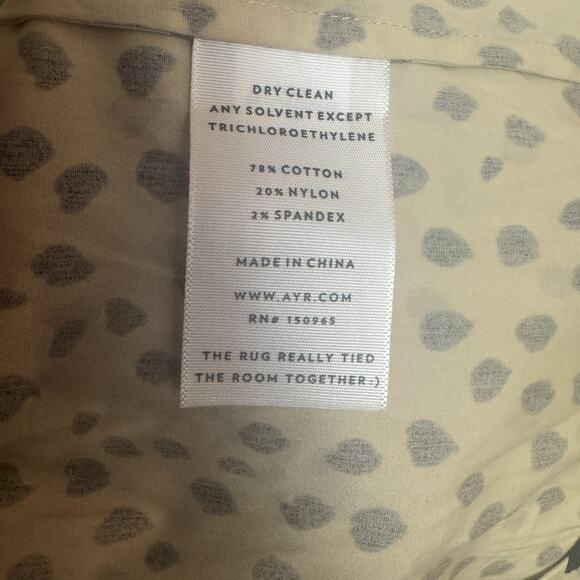 DRY CLEAN
ANY SOLVENT EXCEPT
TRICHLOROETHYLENE
78% COTTON
20% NYLON
2% SPANDEX
MADE IN CHINA
WWW.AYR.COM
RN# 150965
THE RUG REALLY TIED
THE ROOM TOGETHER:)